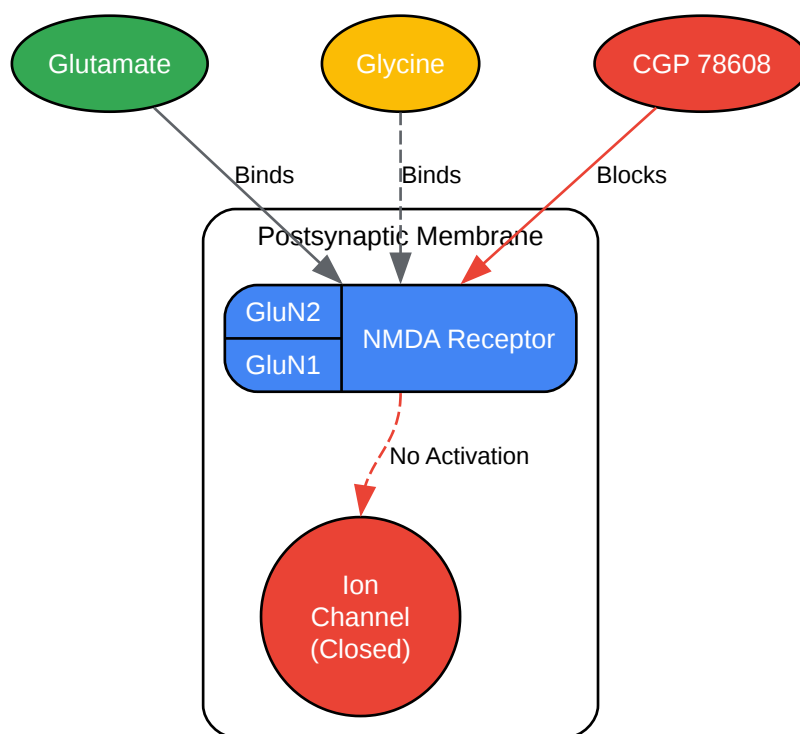 Glutamate
Glycine
CGP 78608
Binds
Binds
Blocks
Postsynaptic Membrane
GluN2
GluN1
NMDA Receptor
No Activation
Ion
Channel
(Closed)